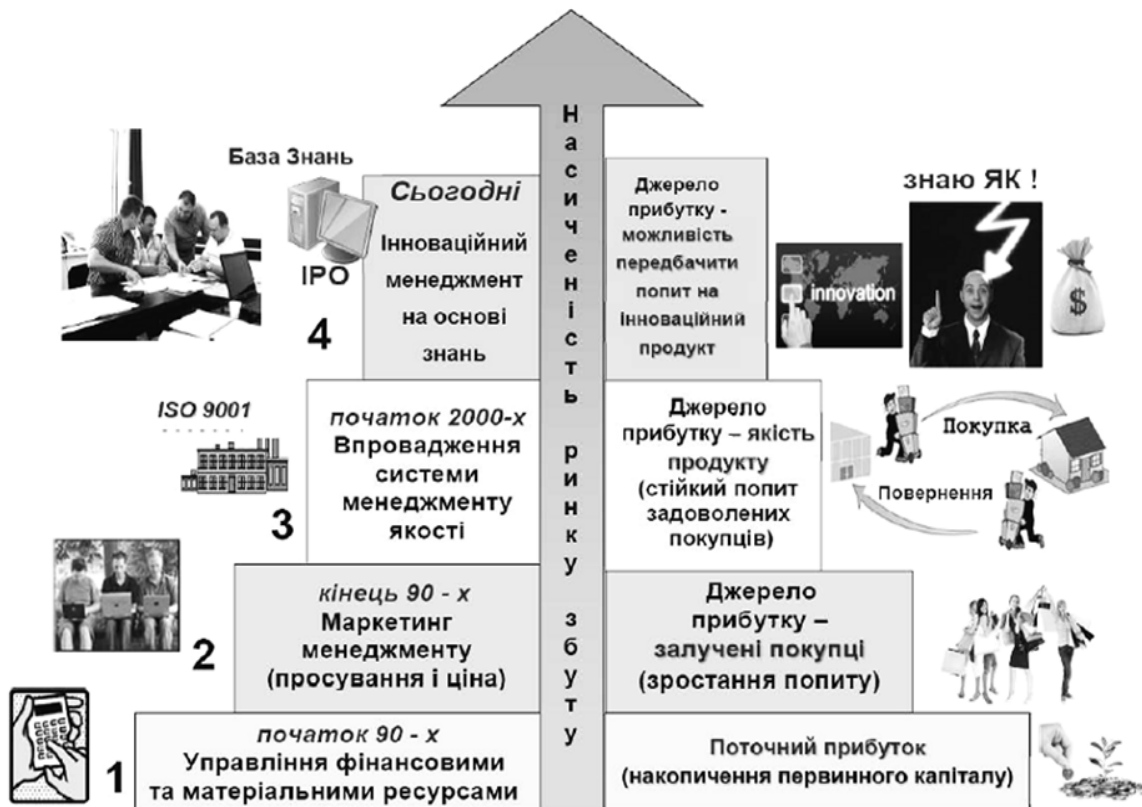 Насиченість ринку збуту
База Знань
IPO
4
Сьогодні
Інноваційний
менеджмент
на основі
знань
Джерело
прибутку -
можливість
передбачити
попит на
інноваційний
продукт
знаю ЯК !
innovation
$
ISO 9001
3
початок 2000-х
Впровадження
системи
менеджменту
якості
Джерело
прибутку – якість
продукту
(стійкий попит
задоволених
покупців)
Покупка
Повернення
2
кінець 90 - х
Маркетинг
менеджменту
(просування і ціна)
Джерело
прибутку –
залучені покупці
(зростання попиту)
1
початок 90 - х
Управління фінансовими
та матеріальними ресурсами
Поточний прибуток
(накопичення первинного капіталу)